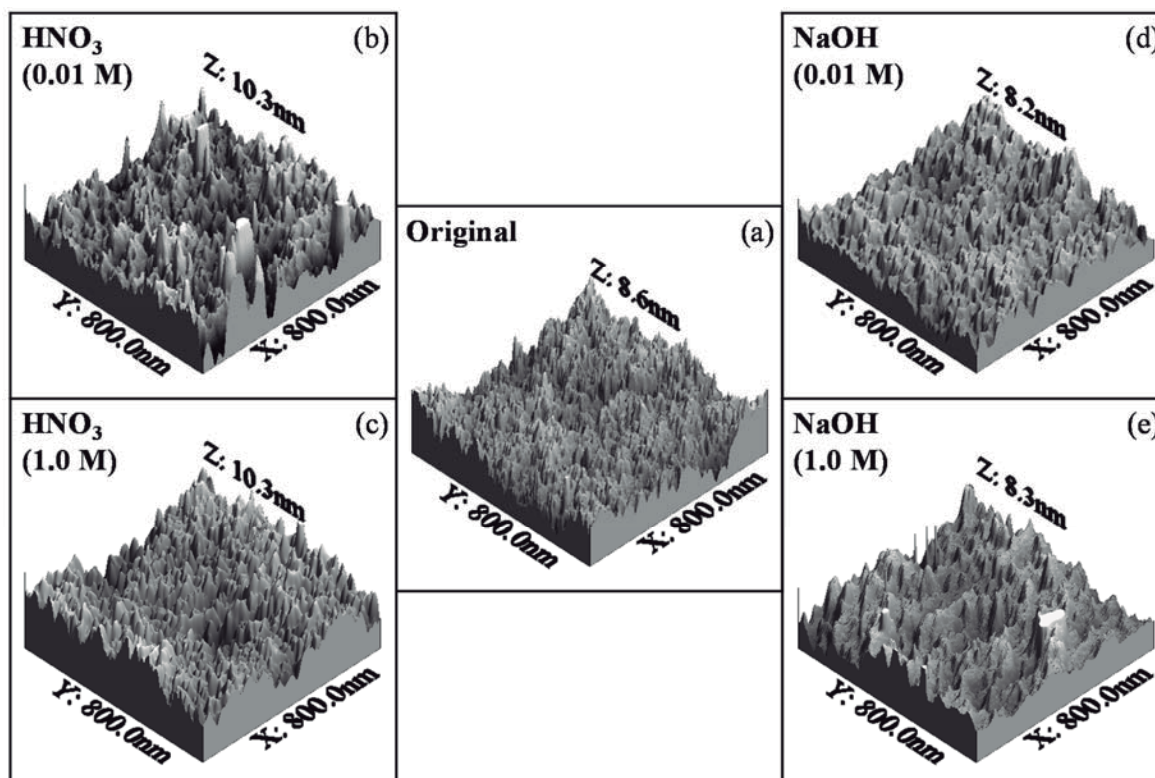 HNO₃ (b)
(0.01 M)
Z: 10.3nm
Y: 800.0nm
X: 800.0nm
NaOH (d)
(0.01 M)
Z: 8.2nm
Y: 800.0nm
X: 800.0nm
Original (a)
Z: 8.6nm
Y: 800.0nm
X: 800.0nm
HNO₃ (c)
(1.0 M)
Z: 10.3nm
Y: 800.0nm
X: 800.0nm
NaOH (e)
(1.0 M)
Z: 8.3nm
Y: 800.0nm
X: 800.0nm